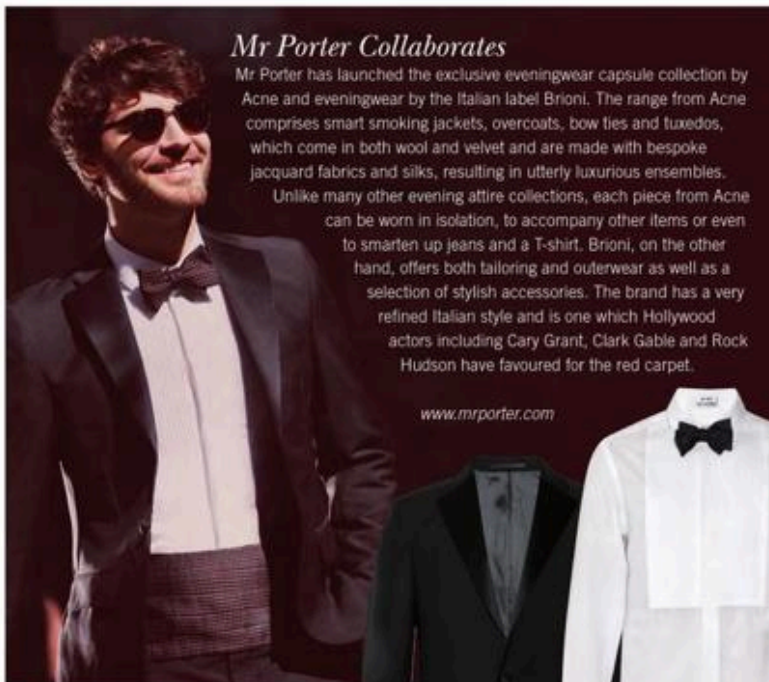 Mr Porter Collaborates
Mr Porter has launched the exclusive eveningwear capsule collection by
Acne and eveningwear by the Italian label Brioni. The range from Acne
comprises smart smoking jackets, overcoats, bow ties and tuxedos,
which come in both wool and velvet and are made with bespoke
jacquard fabrics and silks, resulting in utterly luxurious ensembles.
Unlike many other evening attire collections, each piece from Acne
can be worn in isolation, to accompany other items or even
to smarten up jeans and a T-shirt. Brioni, on the other
hand, offers both tailoring and outerwear as well as a
selection of stylish accessories. The brand has a very
refined Italian style and is one which Hollywood
actors including Cary Grant, Clark Gable and Rock
Hudson have favoured for the red carpet.
www.mrporter.com